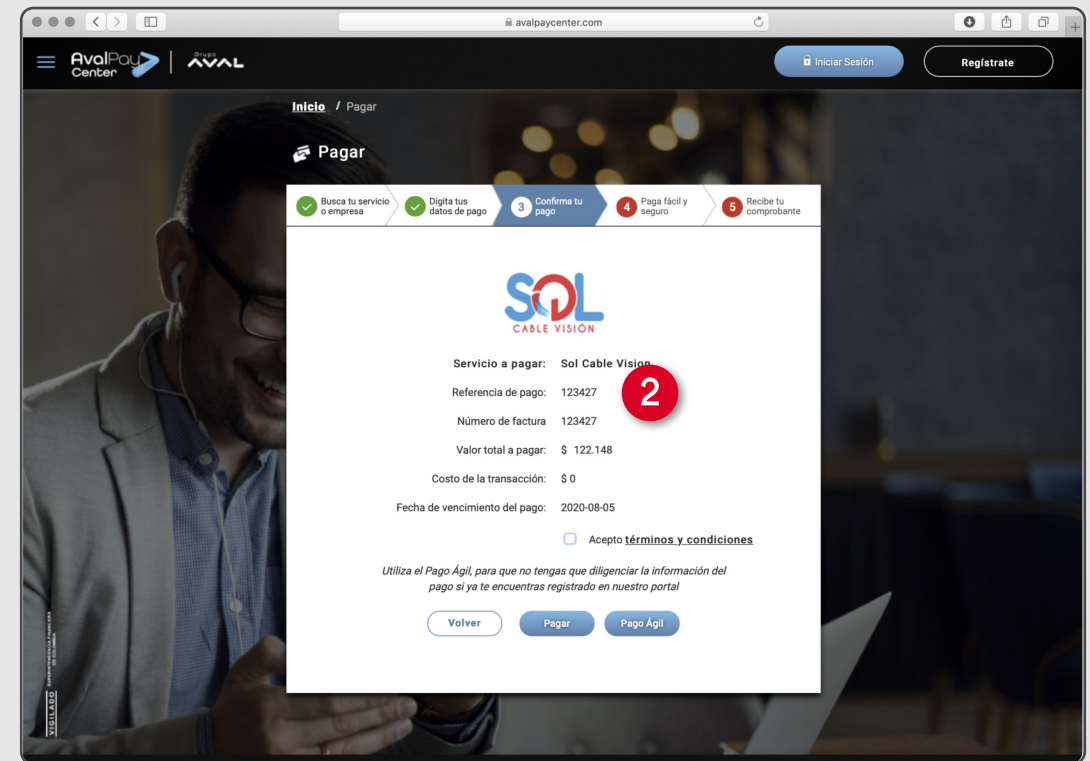 avalpaycenter.com
AvalPay
Center
Grupo
AVAL
Iniciar Sesión
Regístrate
Inicio / Pagar
Pagar
Busca tu servicio
o empresa
Digita tus
datos de pago
3 Confirma tu
pago
4 Paga fácil y
seguro
5 Recibe tu
comprobante
SOL
CABLE VISIÓN
Servicio a pagar: Sol Cable Vision
Referencia de pago: 123427
2
Número de factura 123427
Valor total a pagar: $ 122.148
Costo de la transacción: $ 0
Fecha de vencimiento del pago: 2020-08-05
Acepto términos y condiciones
Utiliza el Pago Ágil, para que no tengas que diligenciar la información del
pago si ya te encuentras registrado en nuestro portal
Volver
Pagar
Pago Ágil
VIGILADO
SUPERINTENDENCIA FINANCIERA
DE COLOMBIA